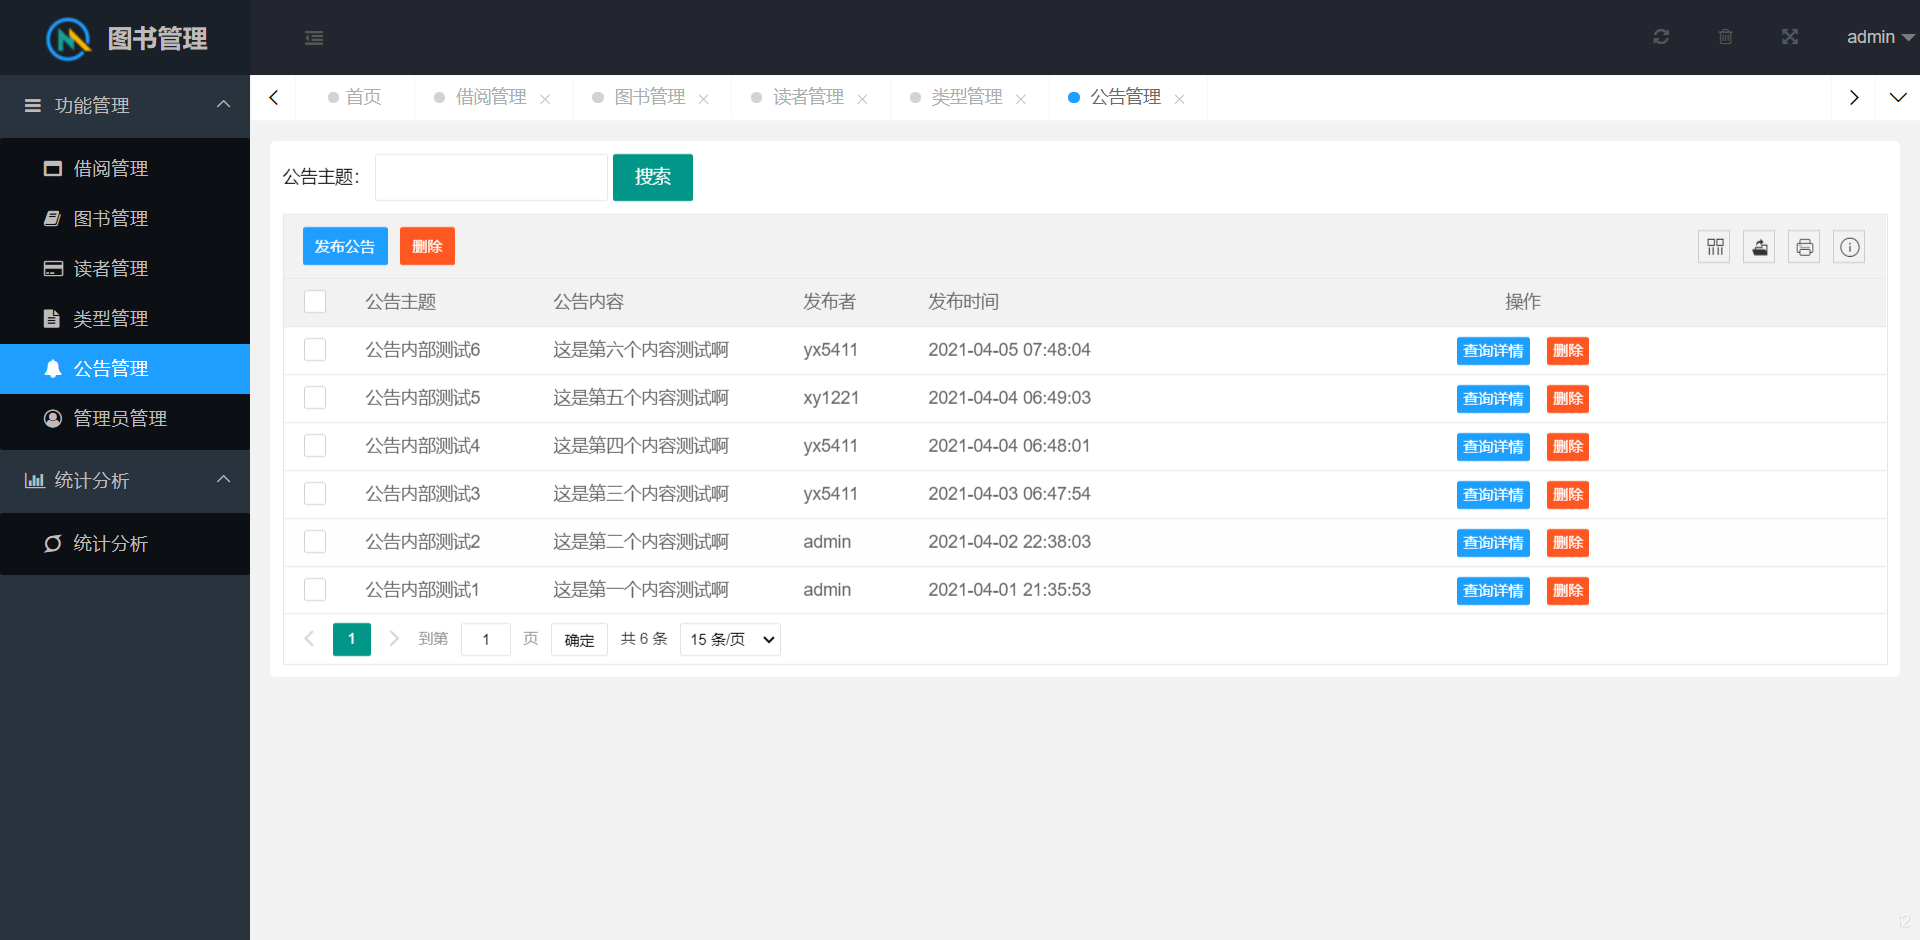 图书管理
admin
功能管理
借阅管理
图书管理
读者管理
类型管理
公告管理
管理员管理
统计分析
统计分析
首页 借阅管理 图书管理 读者管理 类型管理 公告管理
公告主题： 搜索
发布公告 删除
公告主题 公告内容 发布者 发布时间 操作
公告内部测试6 这是第六个内容测试啊 yx5411 2021-04-05 07:48:04 查询详情 删除
公告内部测试5 这是第五个内容测试啊 xy1221 2021-04-04 06:49:03 查询详情 删除
公告内部测试4 这是第四个内容测试啊 yx5411 2021-04-04 06:48:01 查询详情 删除
公告内部测试3 这是第三个内容测试啊 yx5411 2021-04-03 06:47:54 查询详情 删除
公告内部测试2 这是第二个内容测试啊 admin 2021-04-02 22:38:03 查询详情 删除
公告内部测试1 这是第一个内容测试啊 admin 2021-04-01 21:35:53 查询详情 删除
1 到第 1 页 确定 共 6 条 15 条/页